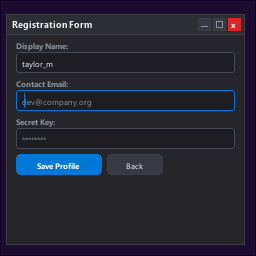 Registration Form
Display Name:
taylor_m
Contact Email:
dev@company.org
Secret Key:
********
Save Profile Back